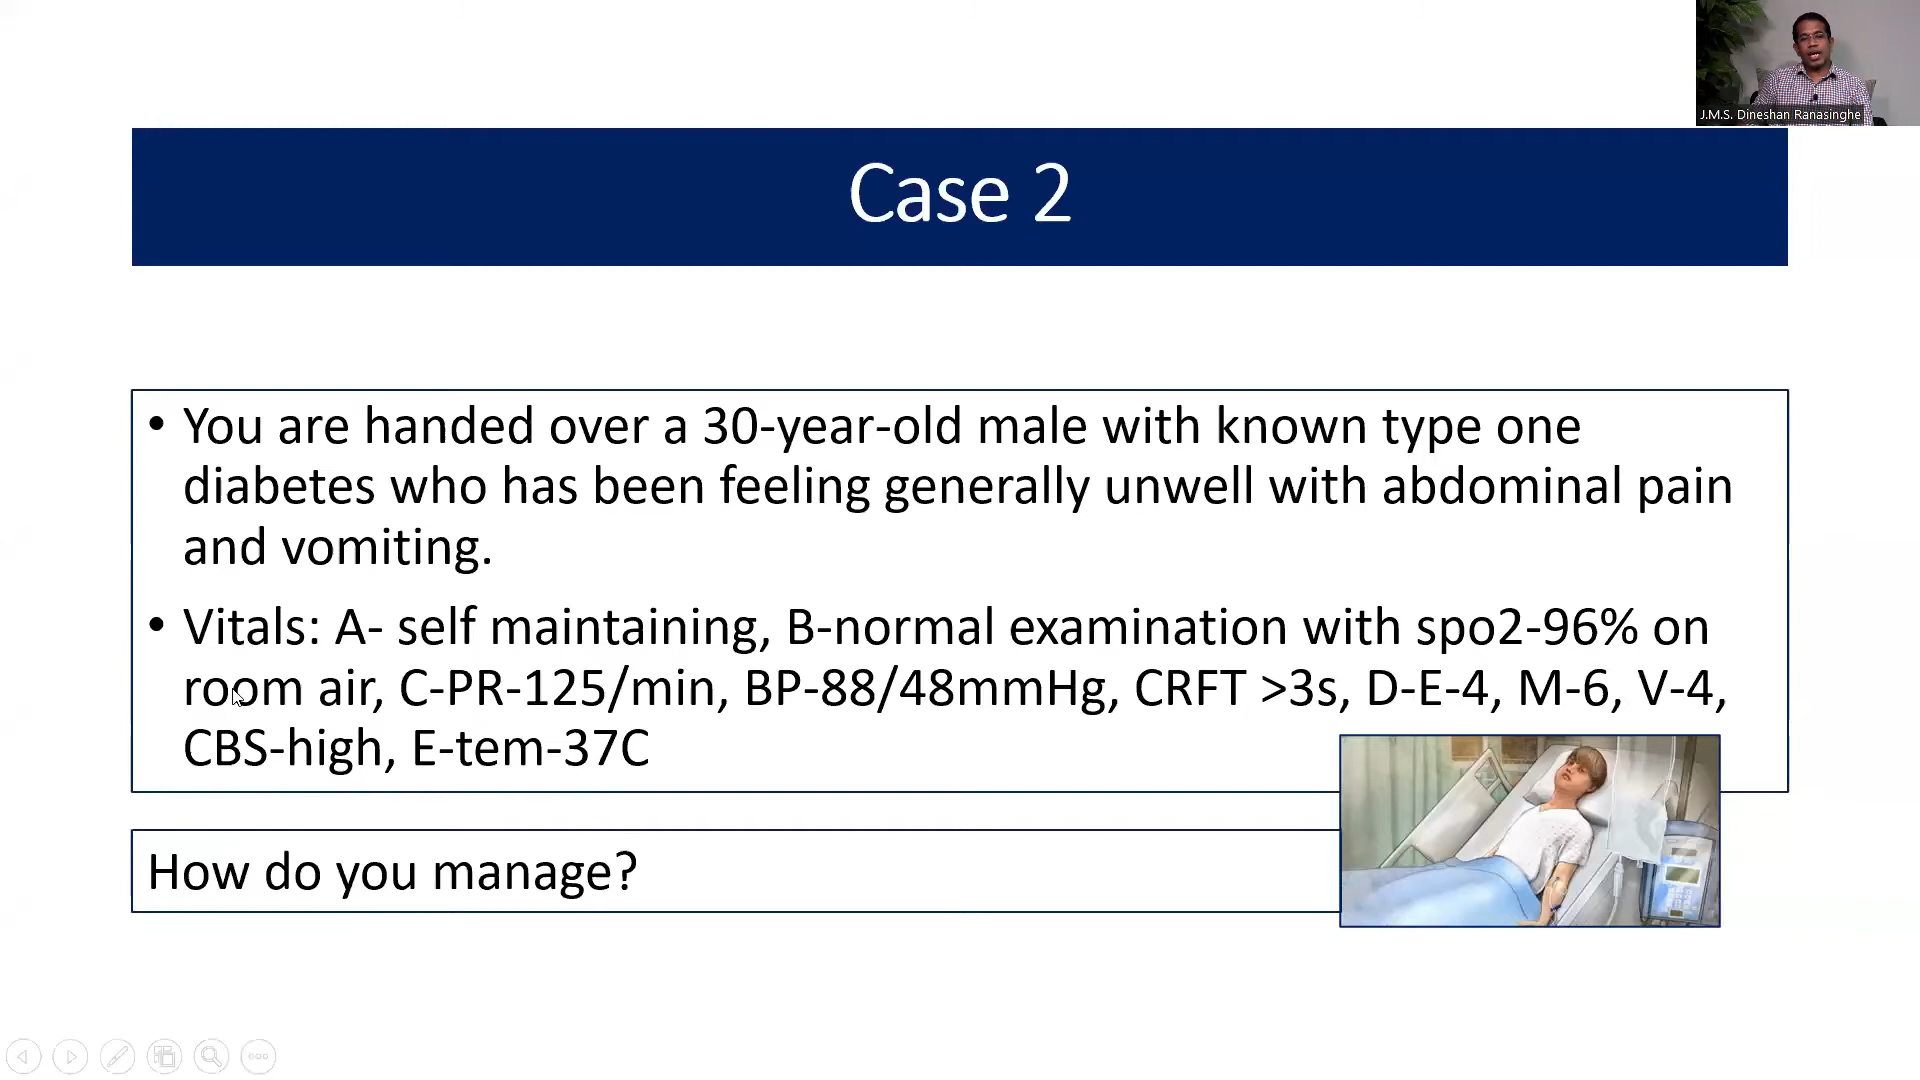 J.M.S. Dineshan Ranasinghe
Case 2
• You are handed over a 30-year-old male with known type one
diabetes who has been feeling generally unwell with abdominal pain
and vomiting.
• Vitals: A- self maintaining, B-normal examination with spo2-96% on
room air, C-PR-125/min, BP-88/48mmHg, CRFT >3s, D-E-4, M-6, V-4,
CBS-high, E-tem-37C
How do you manage?